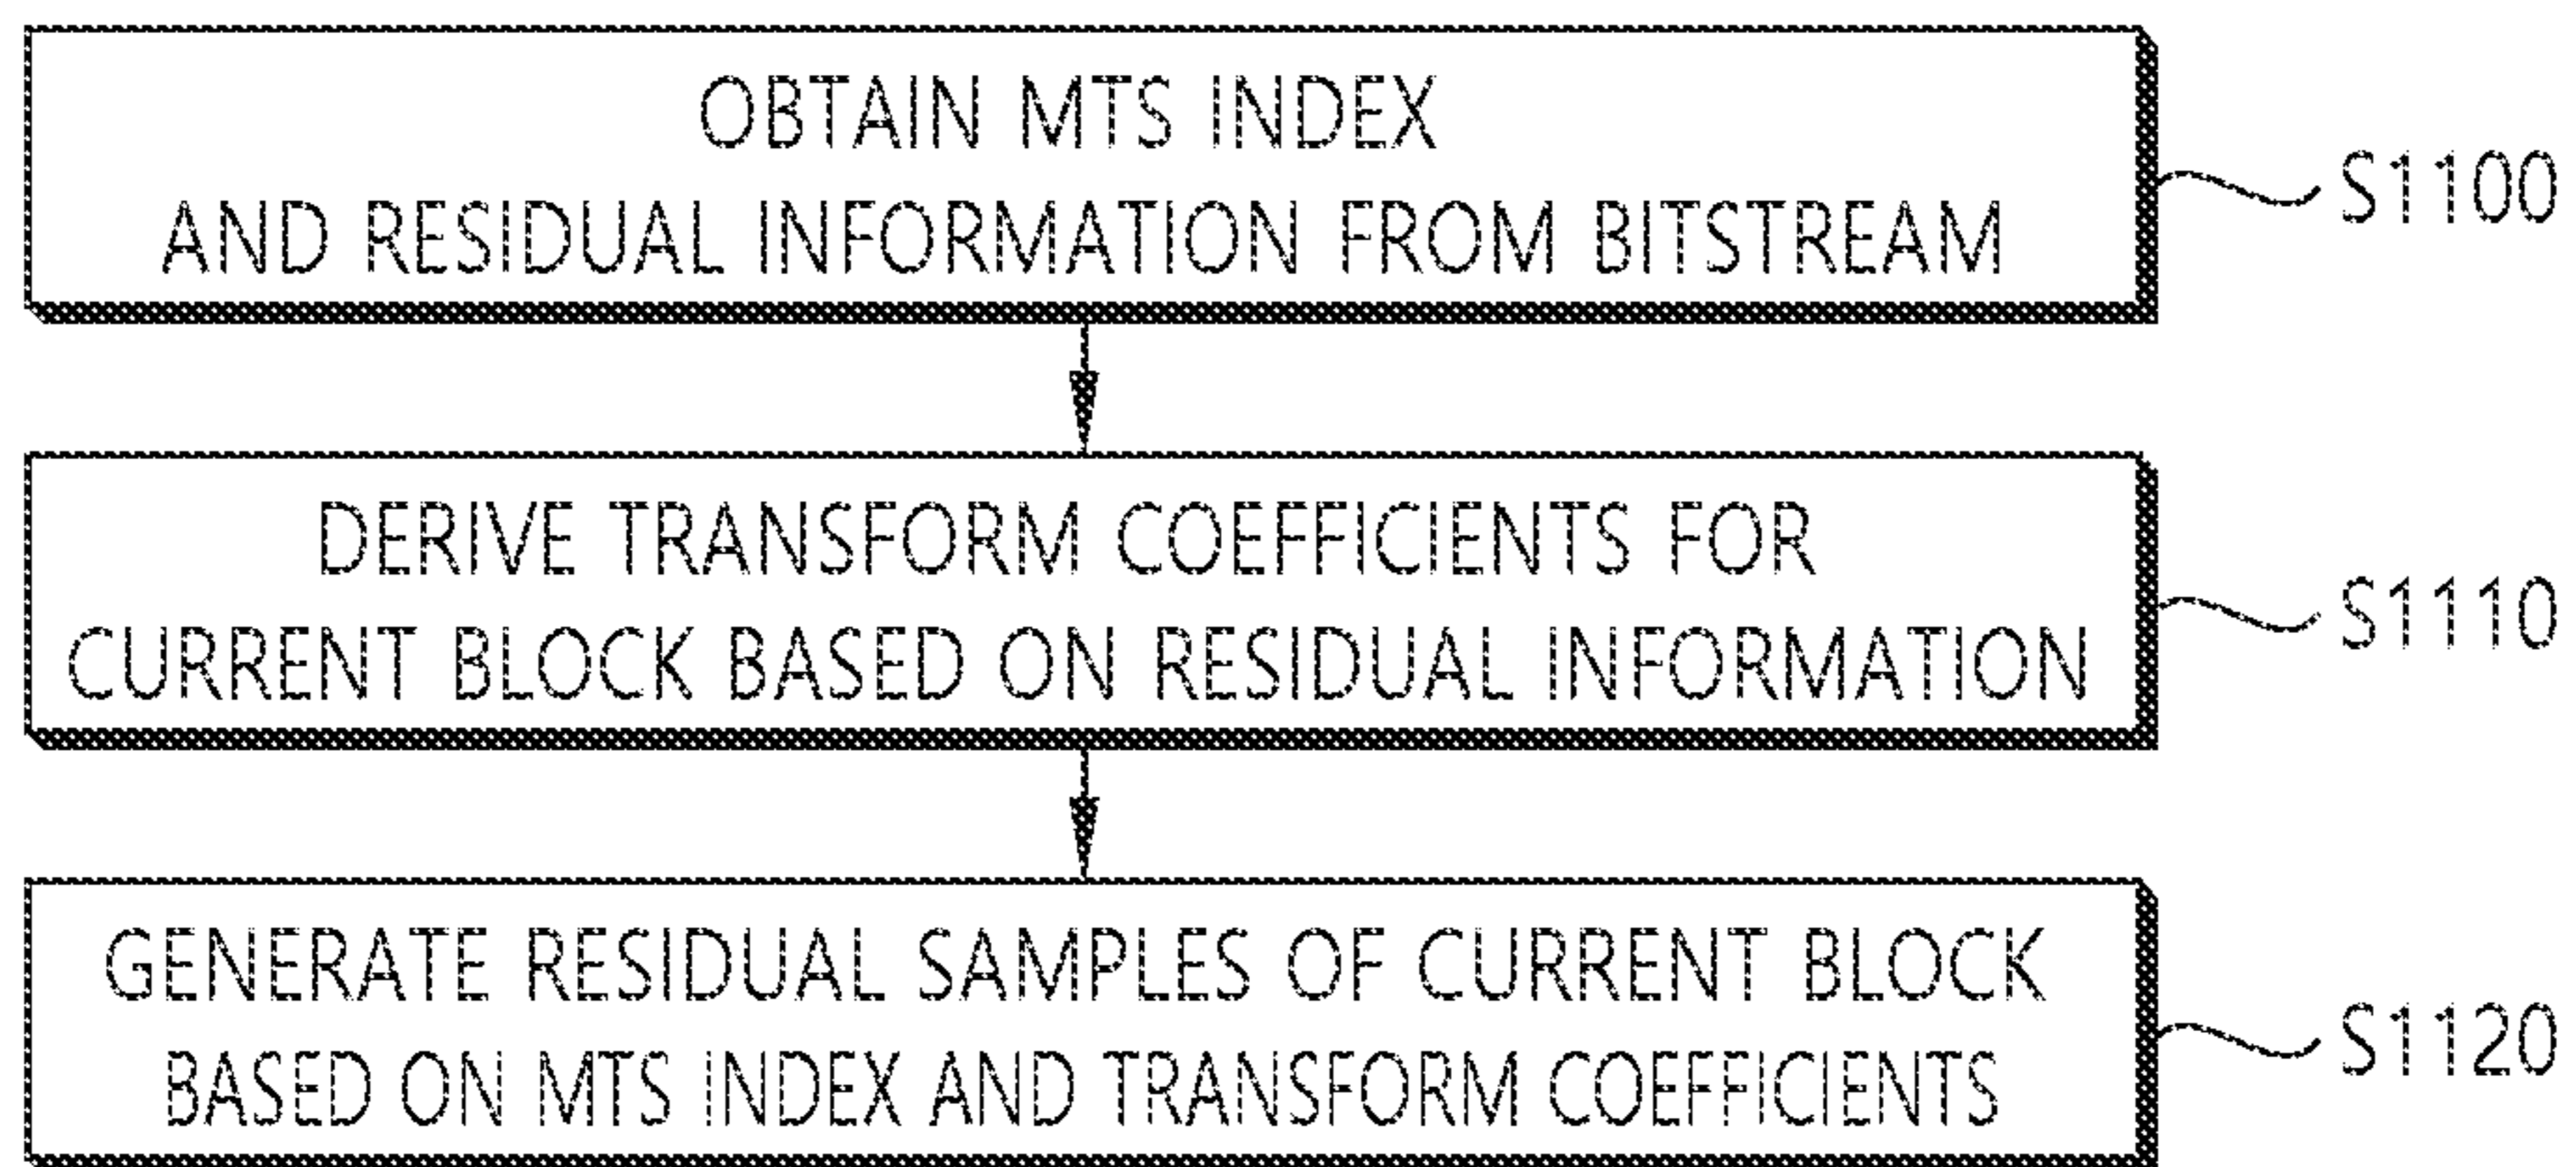 OBTAIN MTS INDEX
AND RESIDUAL INFORMATION FROM BITSTREAM
S1100
DERIVE TRANSFORM COEFFICIENTS FOR
CURRENT BLOCK BASED ON RESIDUAL INFORMATION
S1110
GENERATE RESIDUAL SAMPLES OF CURRENT BLOCK
BASED ON MTS INDEX AND TRANSFORM COEFFICIENTS
S1120